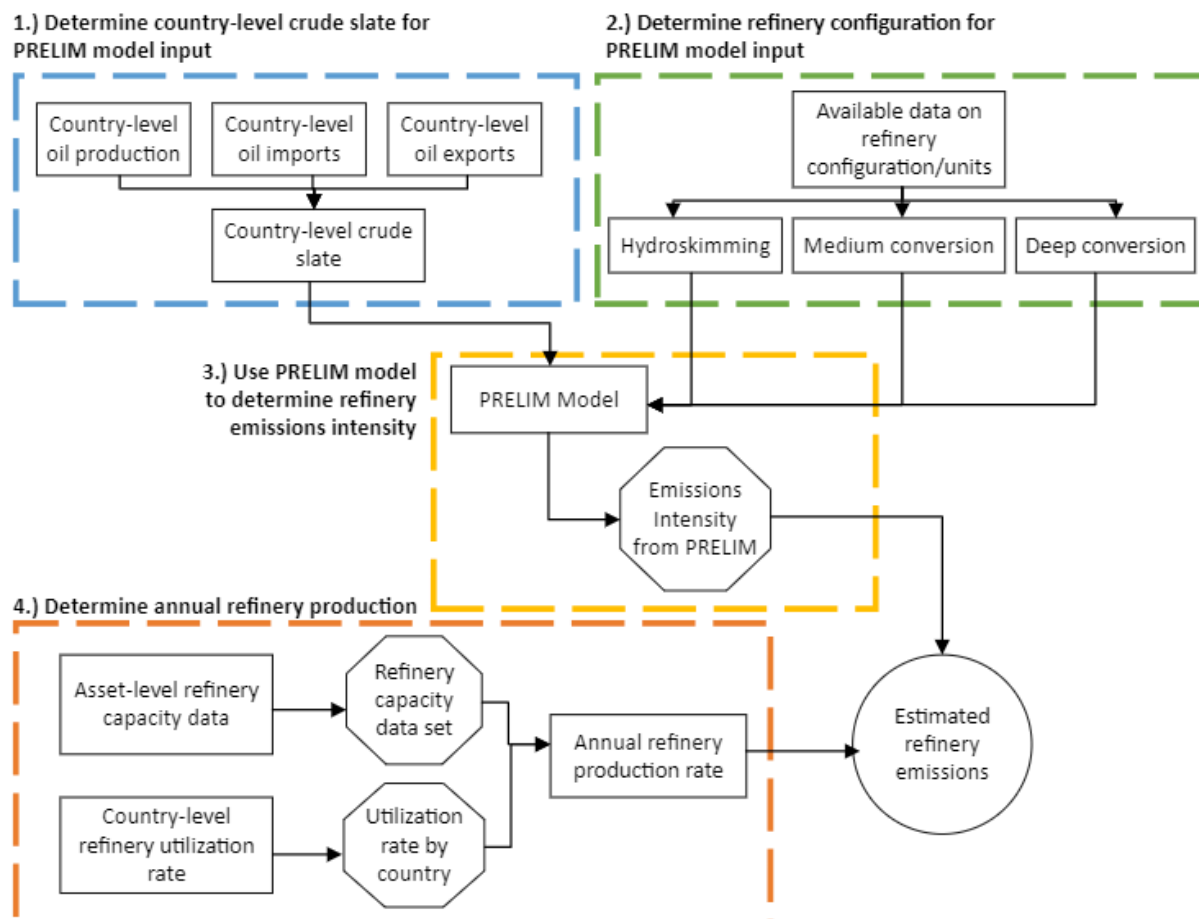 1.) Determine country-level crude slate for
PRELIM model input
2.) Determine refinery configuration for
PRELIM model input
Country-level
oil production
Country-level
oil imports
Country-level
oil exports
Country-level crude
slate
Available data on
refinery
configuration/units
Hydroskimming
Medium conversion
Deep conversion
3.) Use PRELIM model
to determine refinery
emissions intensity
PRELIM Model
Emissions
Intensity
from PRELIM
4.) Determine annual refinery production
Asset-level refinery
capacity data
Refinery
capacity
data set
Country-level
refinery utilization
rate
Utilization
rate by
country
Annual refinery
production rate
Estimated
refinery
emissions